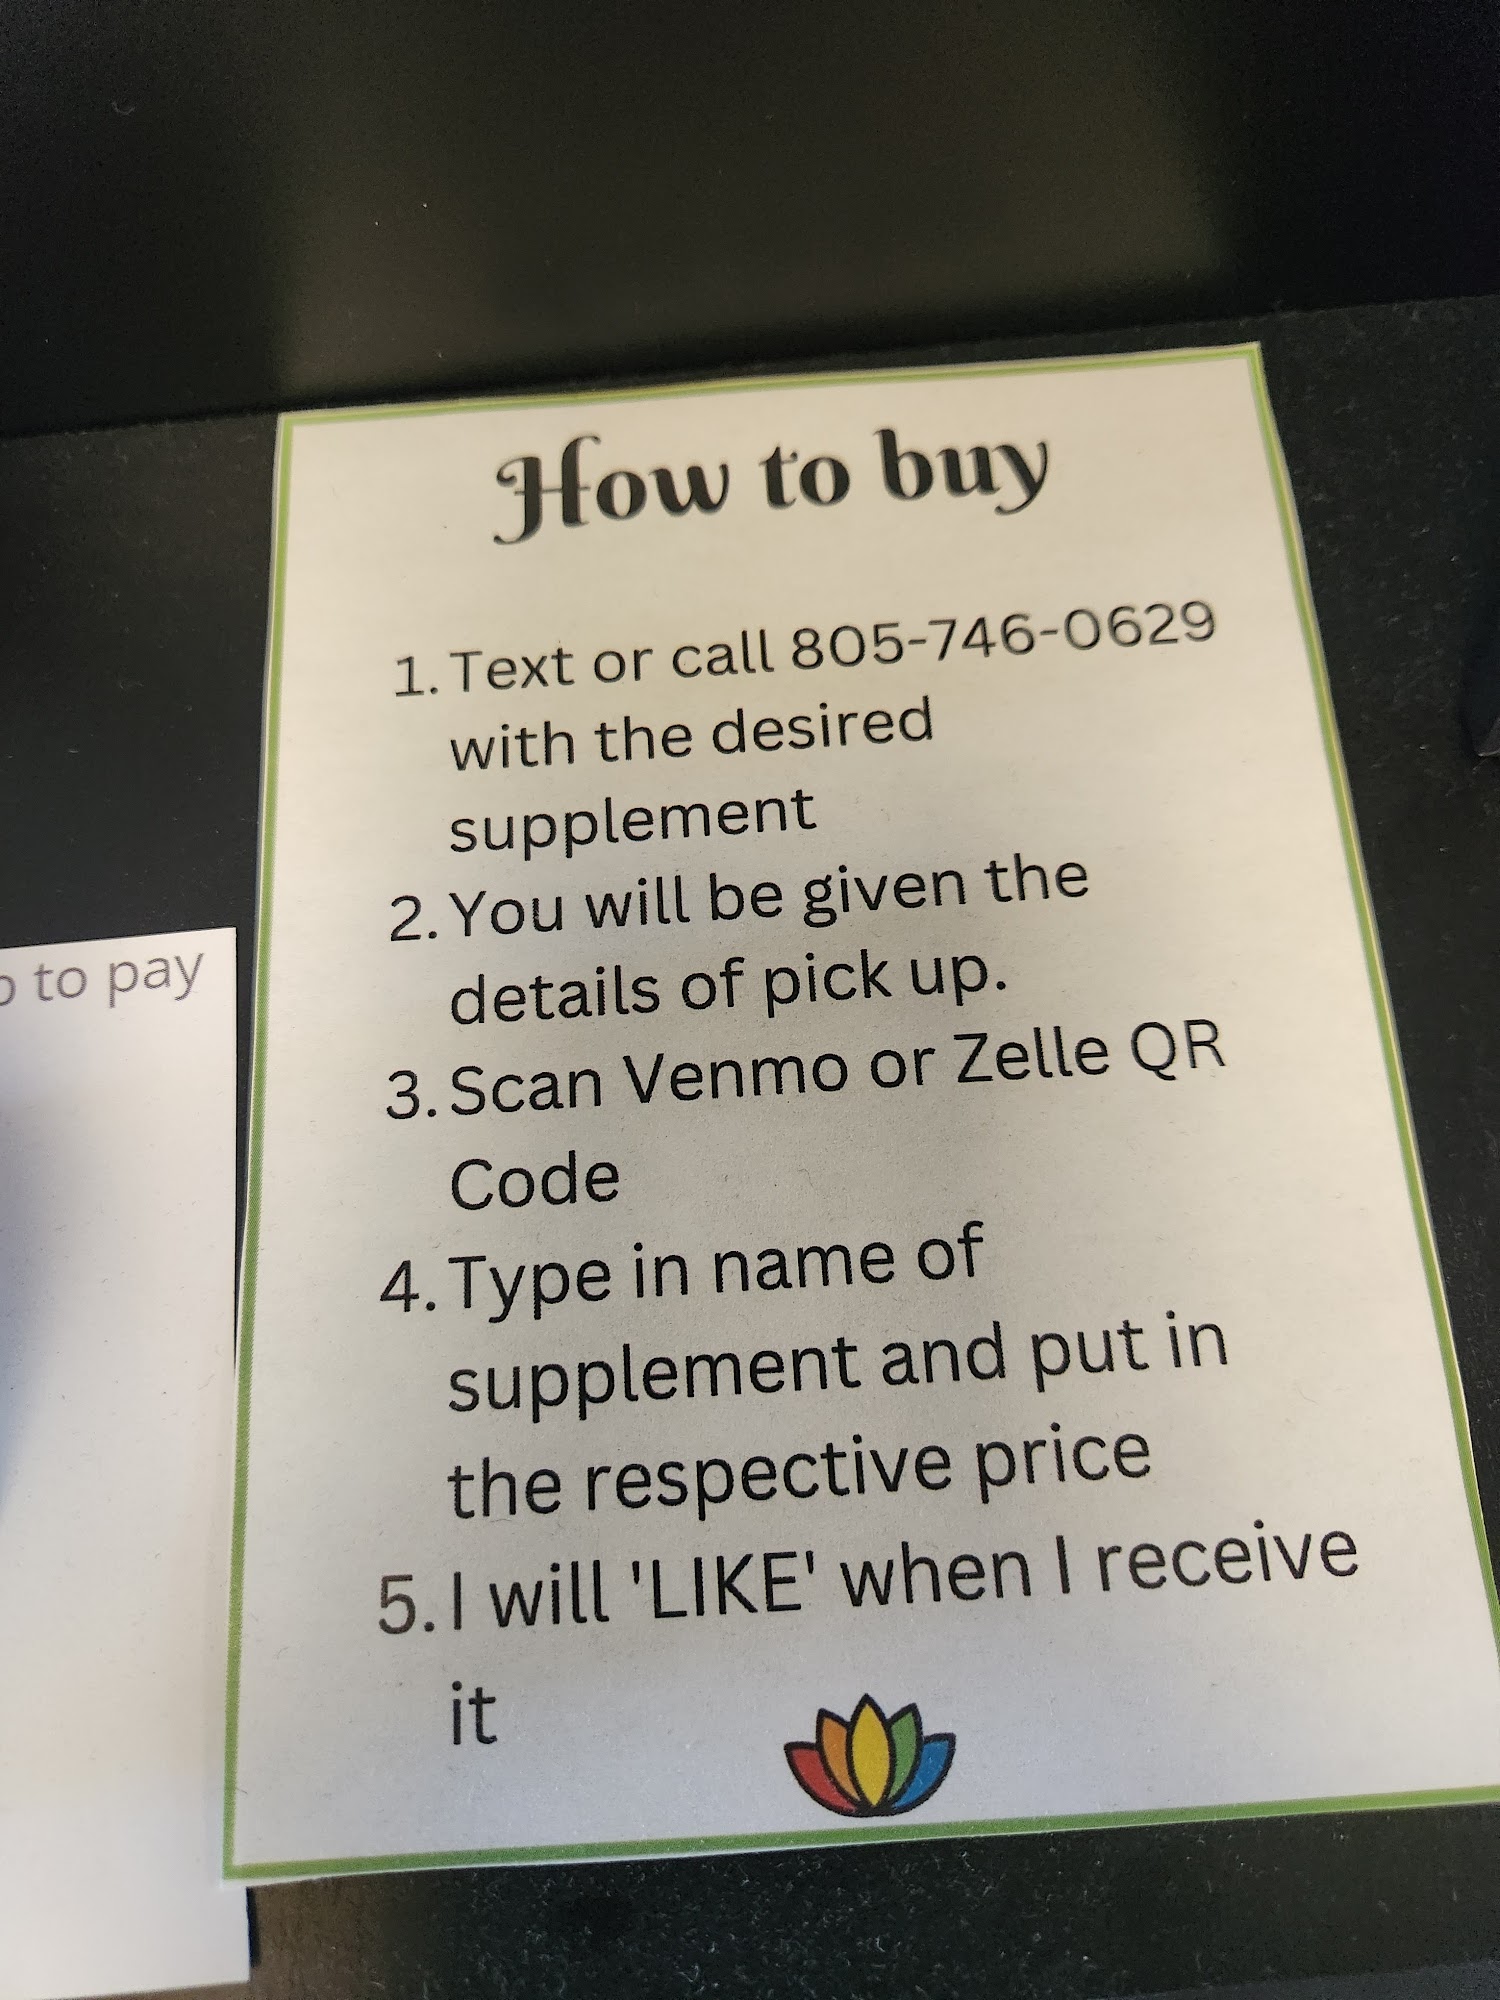 How to buy
1. Text or call 805-746-0629
with the desired
supplement
2. You will be given the
details of pick up.
3. Scan Venmo or Zelle QR
Code
4. Type in name of
supplement and put in
the respective price
5. I will 'LIKE' when I receive
it
to pay